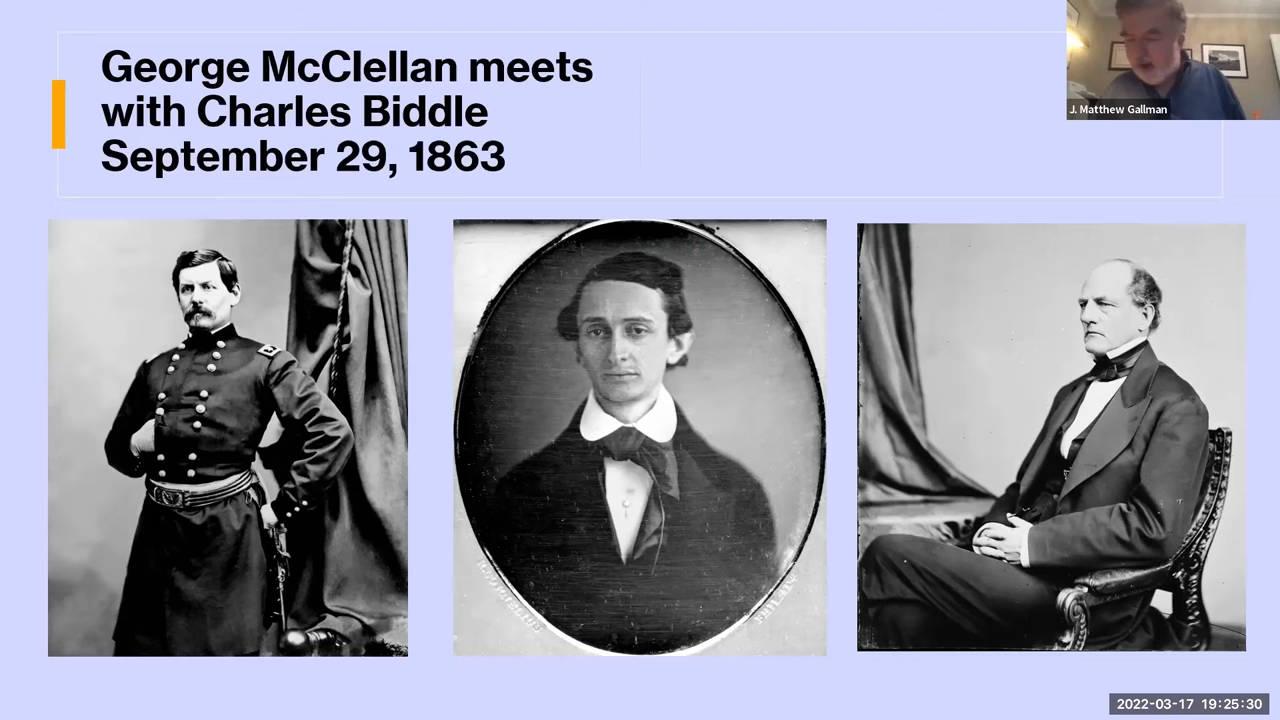 George McClellan meets
with Charles Biddle
September 29, 1863
J. Matthew Gallman
2022-03-17 19:25:30